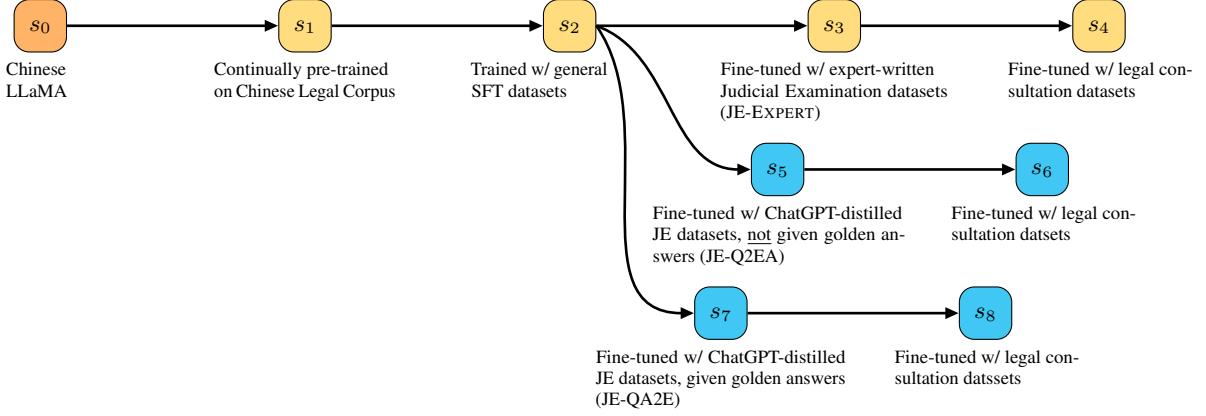 s0
s1
s2
s3
s4
Chinese
LLaMA
Continually pre-trained
on Chinese Legal Corpus
Trained w/ general
SFT datasets
Fine-tuned w/ expert-written
Judicial Examination datasets
(JE-EXPERT)
Fine-tuned w/ legal con-
sultation datasets
s5
s6
Fine-tuned w/ ChatGPT-distilled
JE datasets, not given golden an-
swers (JE-Q2EA)
Fine-tuned w/ legal con-
sultation datsets
s7
s8
Fine-tuned w/ ChatGPT-distilled
JE datasets, given golden answers
(JE-QA2E)
Fine-tuned w/ legal con-
sultation datssets